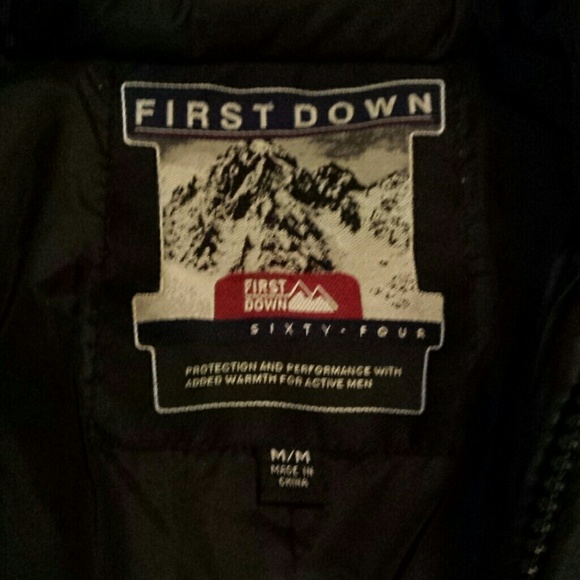 FIRST DOWN
FIRST
DOWN
SIXTY-FOUR
PROTECTION AND PERFORMANCE WITH
ADDED WARMTH FOR ACTIVE MEN
M/M
MADE IN
CHINA